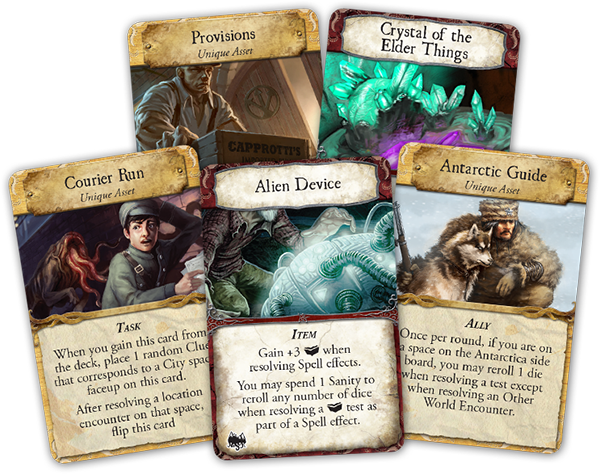 Provisions
Unique Asset
CAPPROTTI'S
Crystal of the
Elder Things
Courier Run
Unique Asset
TASK
When you gain this card from
the deck, place 1 random Clue
that corresponds to a City space
faceup on this card.
After resolving a location
encounter on that space,
flip this card
Alien Device
ITEM
Gain +3 when
resolving Spell effects.
You may spend 1 Sanity to
reroll any number of dice
when resolving a test as
part of a Spell effect.
Antarctic Guide
Unique Asset
ALLY
Once per round, if you are on
a space on the Antarctica side
board, you may reroll 1 die
when resolving a test except
when resolving an Other
World Encounter.